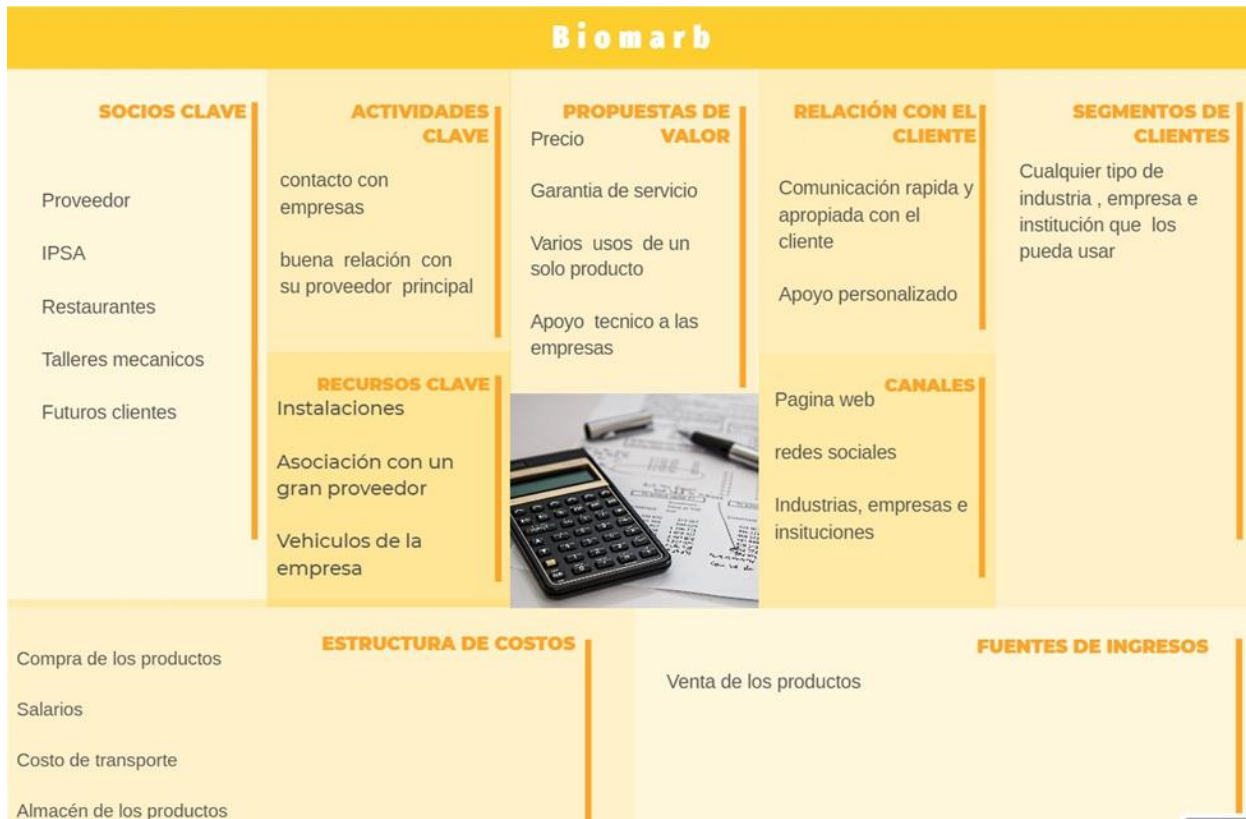 Biomarb
SOCIOS CLAVE
Proveedor
IPSA
Restaurantes
Talleres mecanicos
Futuros clientes
ACTIVIDADES
CLAVE
contacto con
empresas
buena relación con
su proveedor principal
RECURSOS CLAVE
Instalaciones
Asociación con un
gran proveedor
Vehiculos de la
empresa
PROPUESTAS DE
VALOR
Precio
Garantia de servicio
Varios usos de un
solo producto
Apoyo tecnico a las
empresas
RELACIÓN CON EL
CLIENTE
Comunicación rapida y
apropiada con el
cliente
Apoyo personalizado
CANALES
Pagina web
redes sociales
Industrias, empresas e
insituciones
SEGMENTOS DE
CLIENTES
Cualquier tipo de
industria , empresa e
institución que los
pueda usar
ESTRUCTURA DE COSTOS
Compra de los productos
Salarios
Costo de transporte
Almacén de los productos
FUENTES DE INGRESOS
Venta de los productos